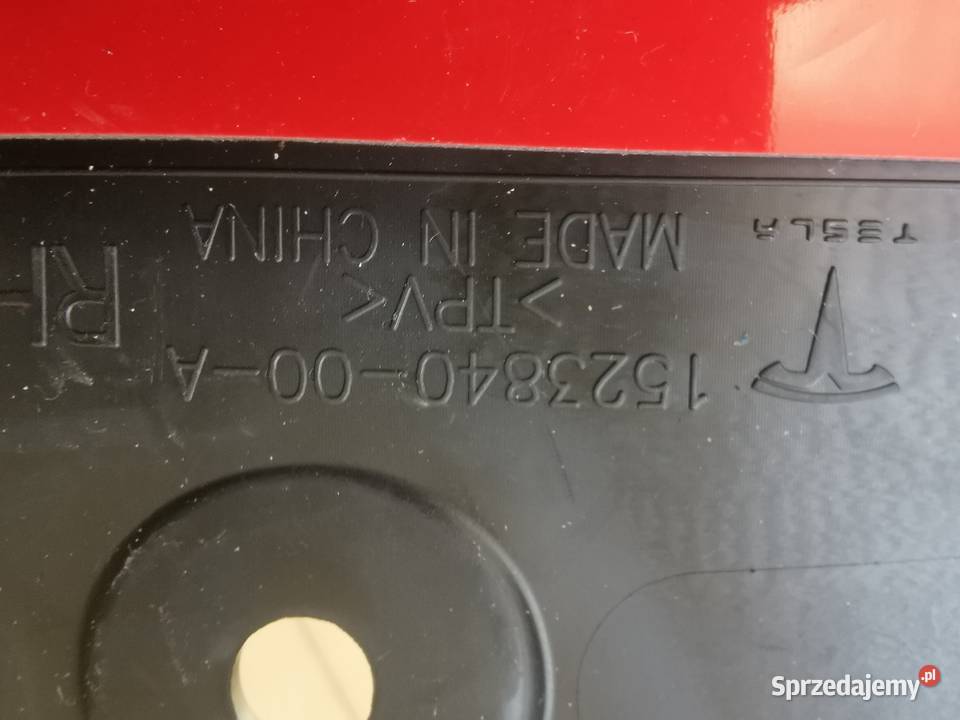 TESLA
1523840-00-A
>TPV<
MADE IN CHINA
Sprzedajemy.pl